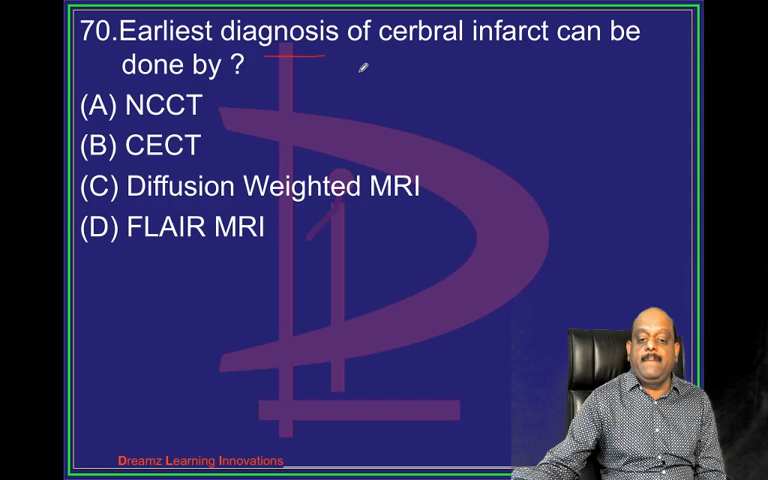 70.Earliest diagnosis of cerbral infarct can be
done by ?
(A) NCCT
(B) CECT
(C) Diffusion Weighted MRI
(D) FLAIR MRI
Dreamz Learning Innovations